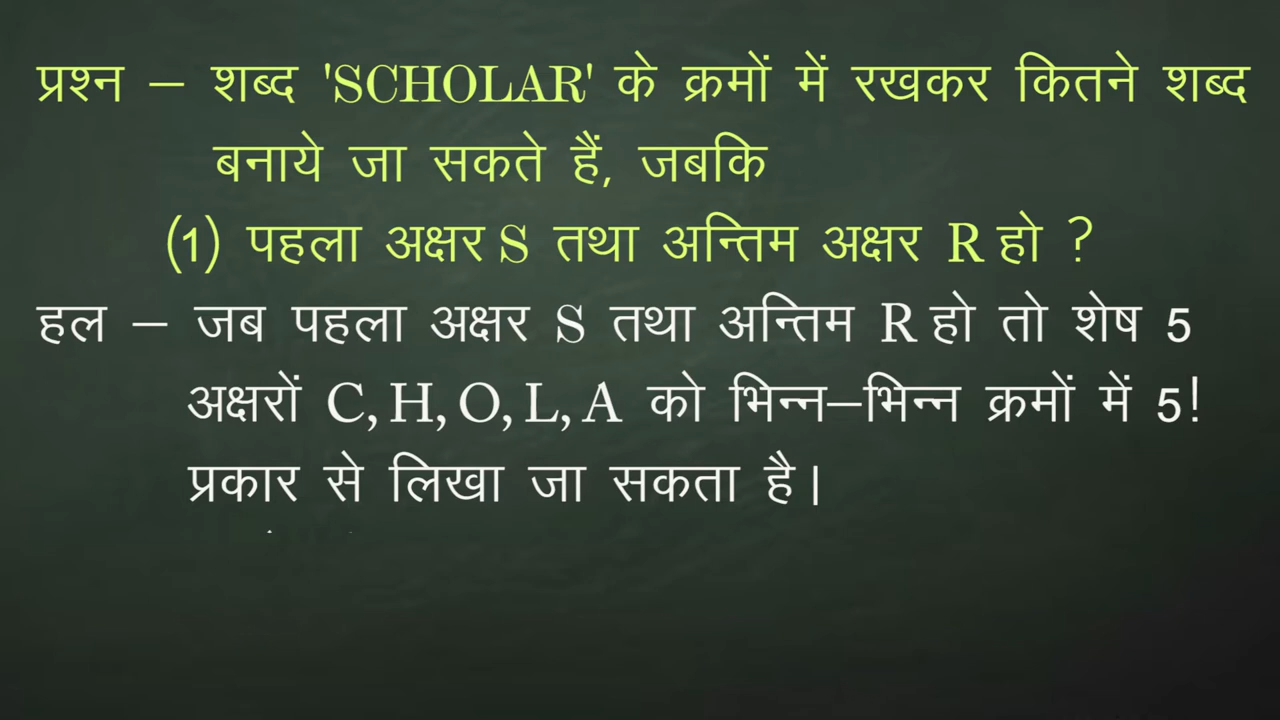 प्रश्न – शब्द 'SCHOLAR' के क्रमों में रखकर कितने शब्द
बनाये जा सकते हैं, जबकि
(1) पहला अक्षर S तथा अन्तिम अक्षर R हो ?
हल – जब पहला अक्षर S तथा अन्तिम R हो तो शेष 5
अक्षरों C, H, O, L, A को भिन्न–भिन्न क्रमों में 5!
प्रकार से लिखा जा सकता है।